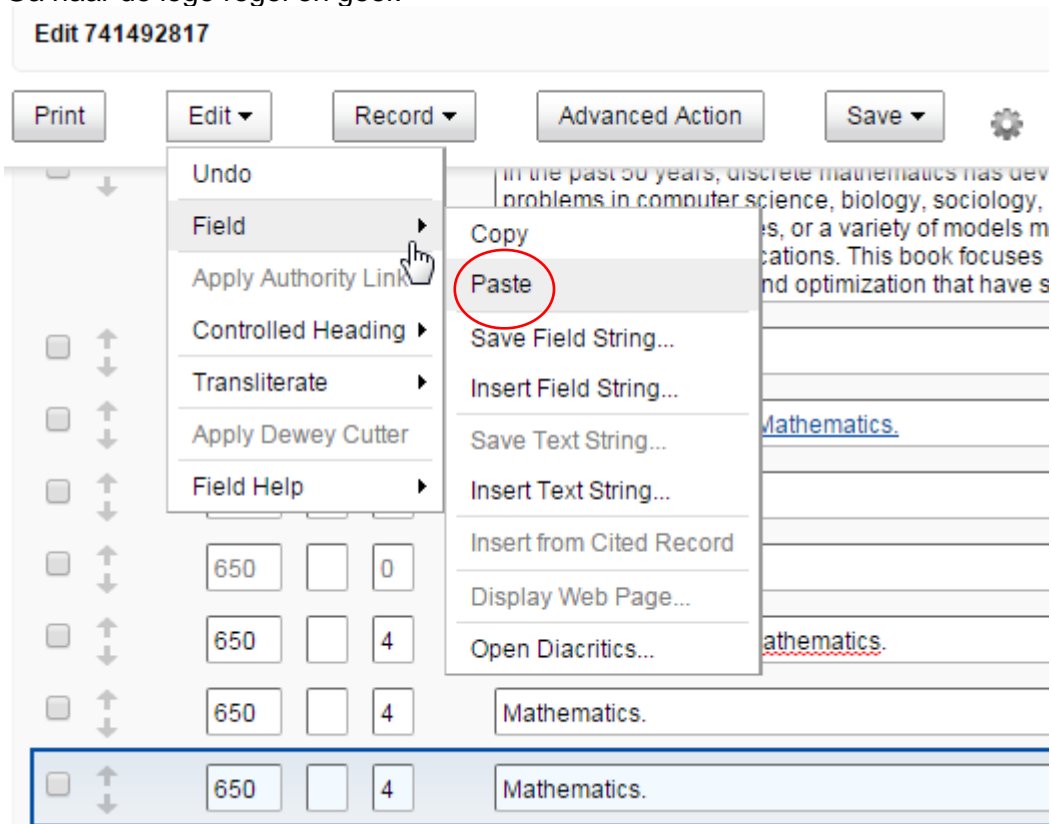 Edit 741492817
Print Edit Record Advanced Action Save
Undo
Field
Apply Authority Link
Controlled Heading
Transliterate
Apply Dewey Cutter
Field Help
Copy
Paste
Save Field String...
Insert Field String...
Save Text String...
Insert Text String...
Insert from Cited Record
Display Web Page...
Open Diacritics...
In the past 50 years, discrete mathematics has dev
problems in computer science, biology, sociology,
es, or a variety of models m
cations. This book focuses
nd optimization that have s
Mathematics.
650 0
650 4 athematics.
650 4 Mathematics.
650 4 Mathematics.